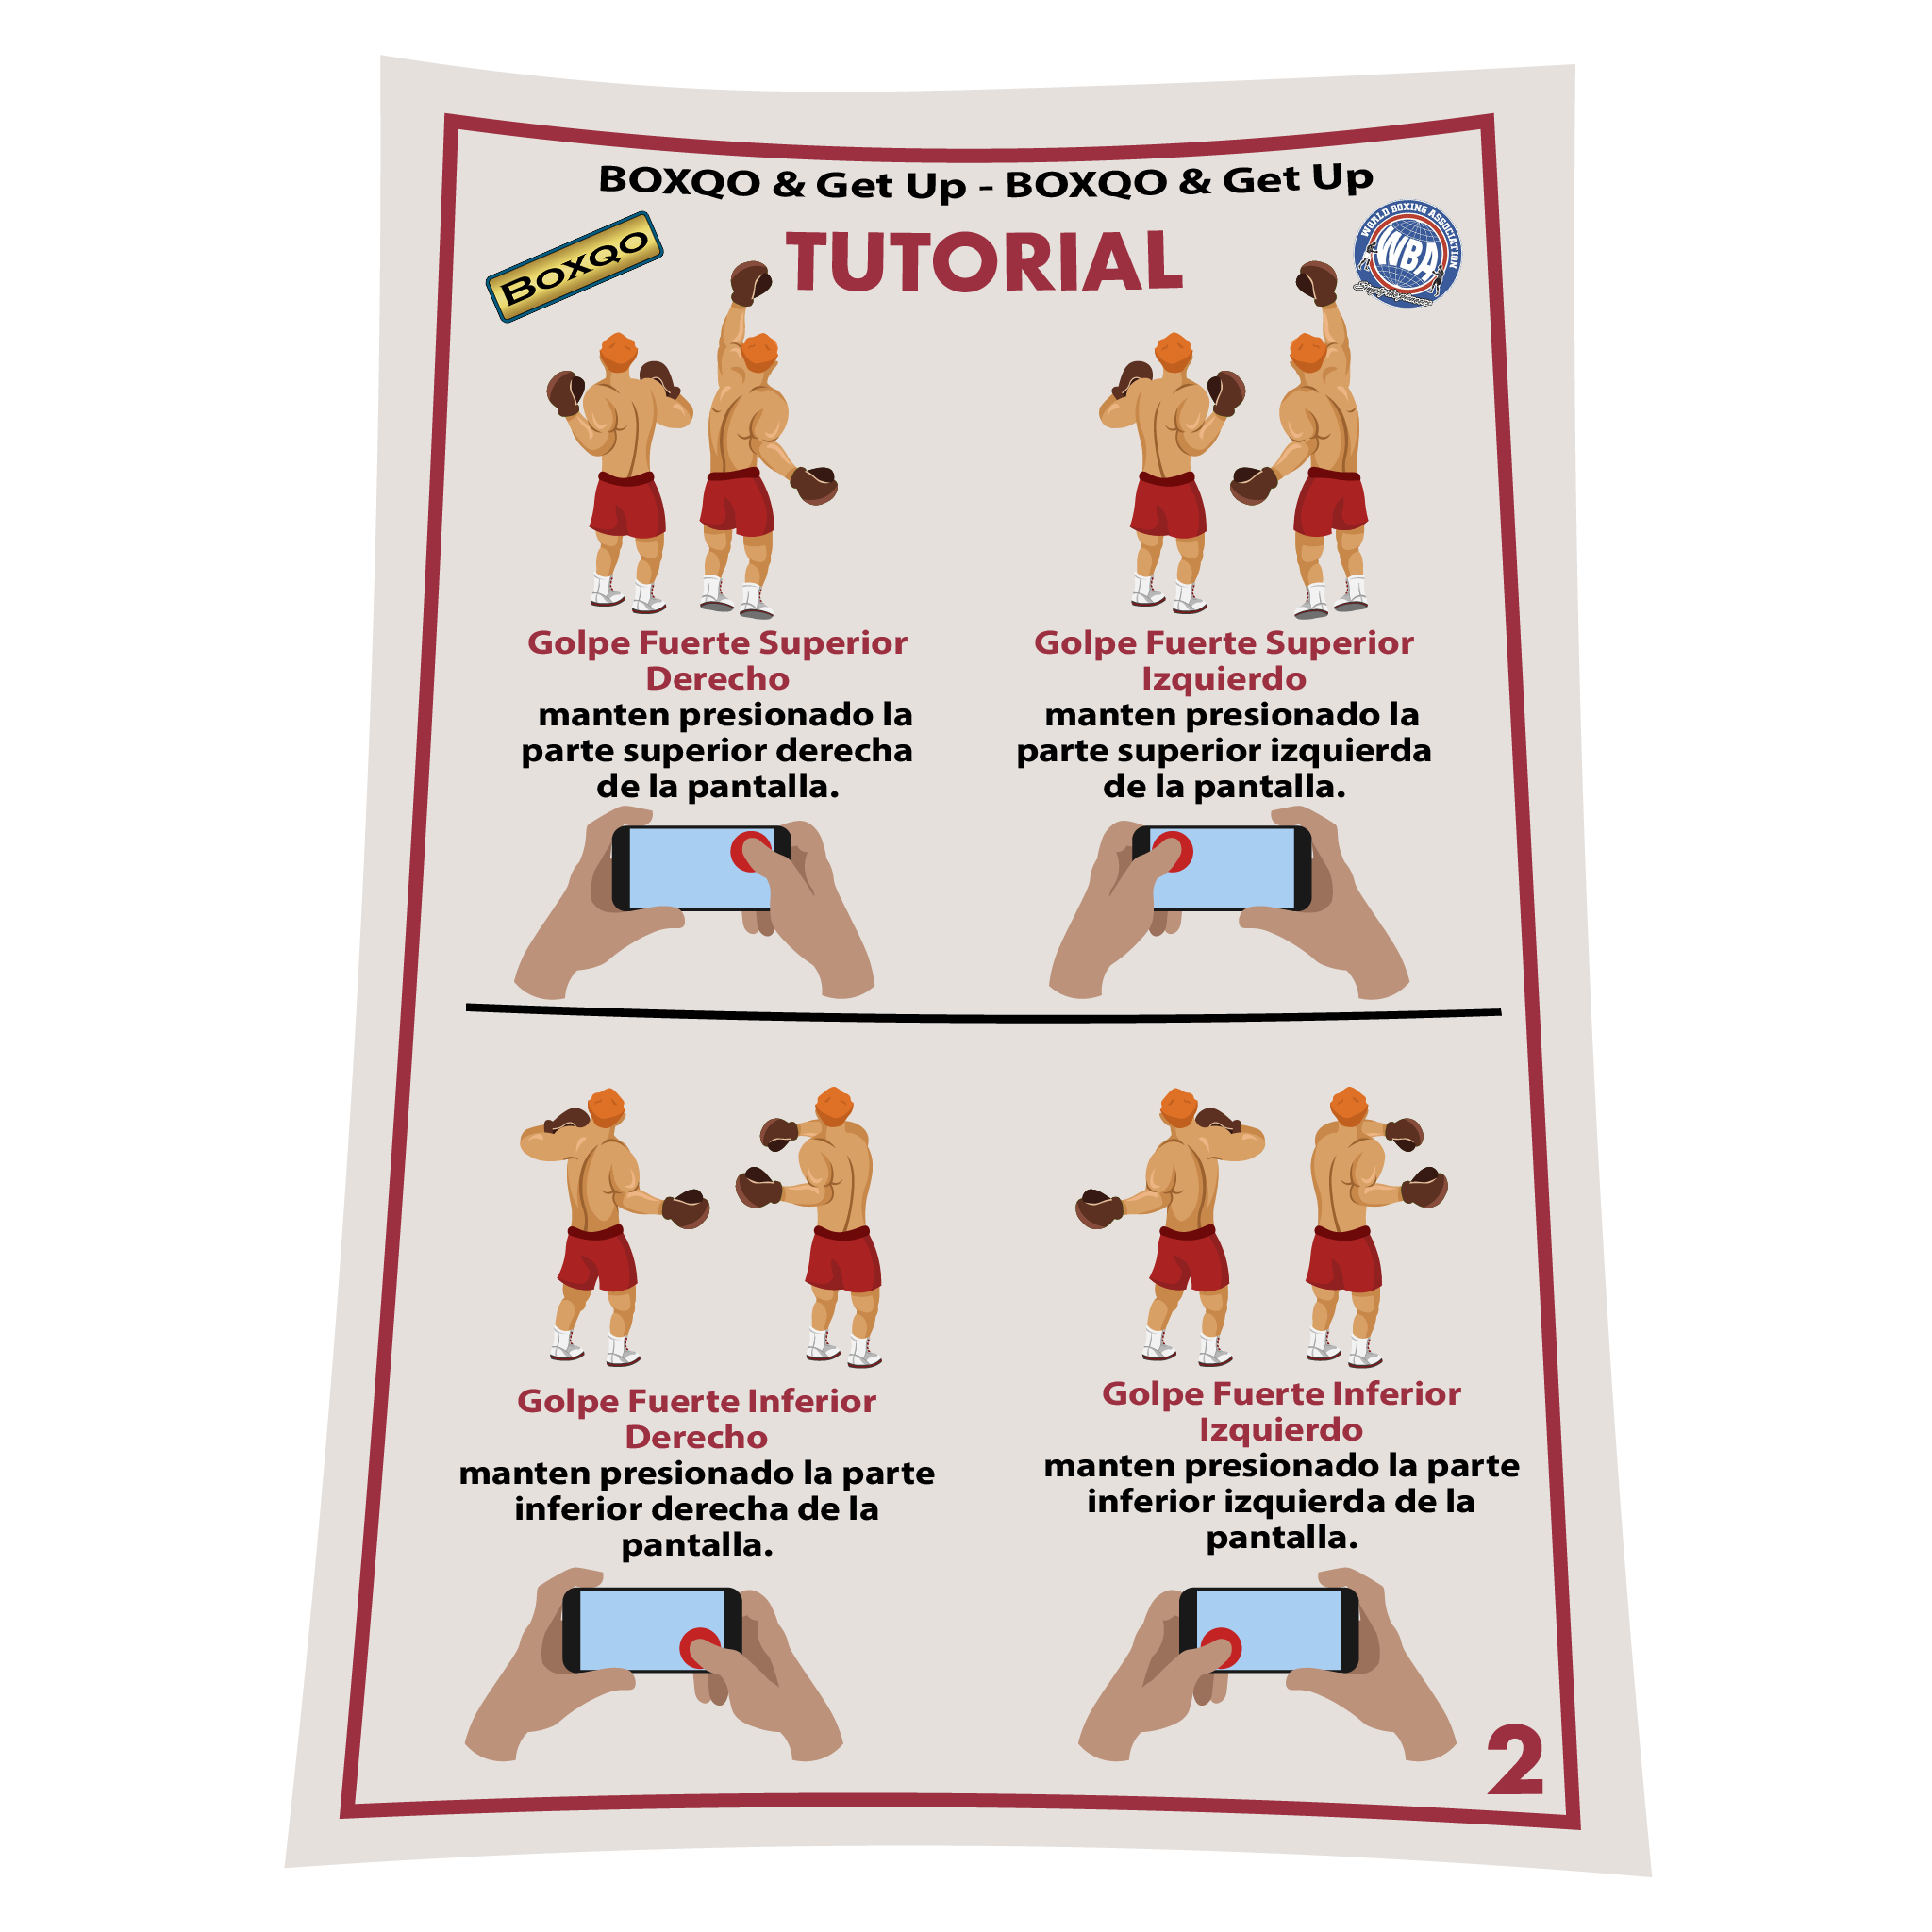 BOXQO & Get Up - BOXQO & Get Up
BOXQO
TUTORIAL
WORLD BOXING ASSOCIATION
WBA
Golpe Fuerte Superior
Derecho
manten presionado la
parte superior derecha
de la pantalla.
Golpe Fuerte Superior
Izquierdo
manten presionado la
parte superior izquierda
de la pantalla.
Golpe Fuerte Inferior
Derecho
manten presionado la parte
inferior derecha de la
pantalla.
Golpe Fuerte Inferior
Izquierdo
manten presionado la parte
inferior izquierda de la
pantalla.
2